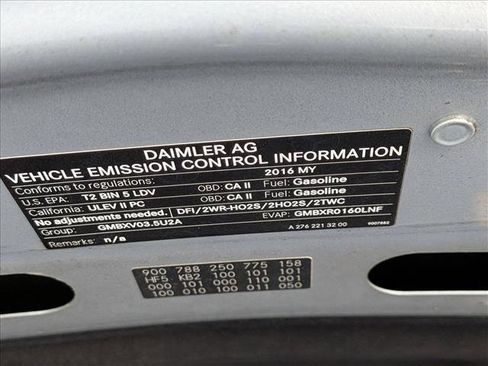 DAIMLER AG
VEHICLE EMISSION CONTROL INFORMATION
Conforms to regulations: 2016 MY
U.S. EPA: T2 BIN 5 LDV OBD: CA II Fuel: Gasoline
California: ULEV II PC OBD: CA II Fuel: Gasoline
No adjustments needed. DFI/2WR-HO2S/2HO2S/2TWC
Group: GMBXV03.5U2A EVAP: GMBXR0160LNF
Remarks: n/a A 276 221 32 00 9007882
900 788 250 775 158
HF5 KB2 100 101 101
000 101 000 110 001
100 010 100 011 050